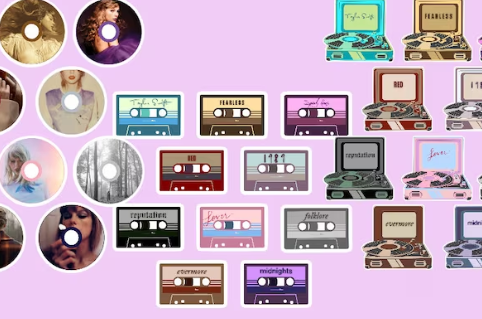 Taylor Swift
FEARLESS
RED
reputation
Lover
evermore
Taylor Swift
FEARLESS
Speak Now
RED
1989
reputation
Lover
folklore
evermore
midnights